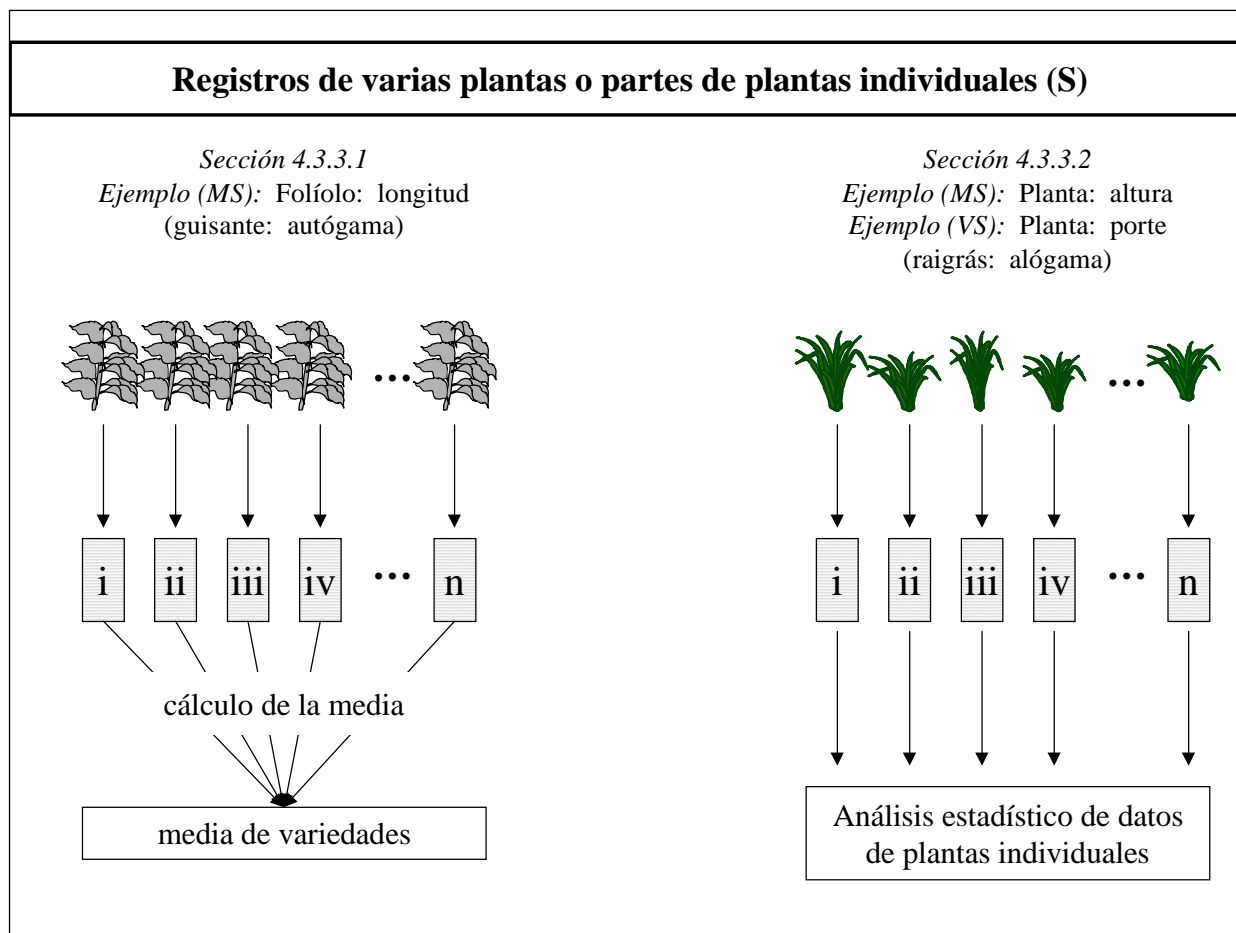 Registros de varias plantas o partes de plantas individuales (S)
Sección 4.3.3.1
Ejemplo (MS): Folíolo: longitud
(guisante: autógama)
i ii iii iv ... n
cálculo de la media
media de variedades
Sección 4.3.3.2
Ejemplo (MS): Planta: altura
Ejemplo (VS): Planta: porte
(raigrás: alógama)
...
i ii iii iv ... n
Análisis estadístico de datos
de plantas individuales